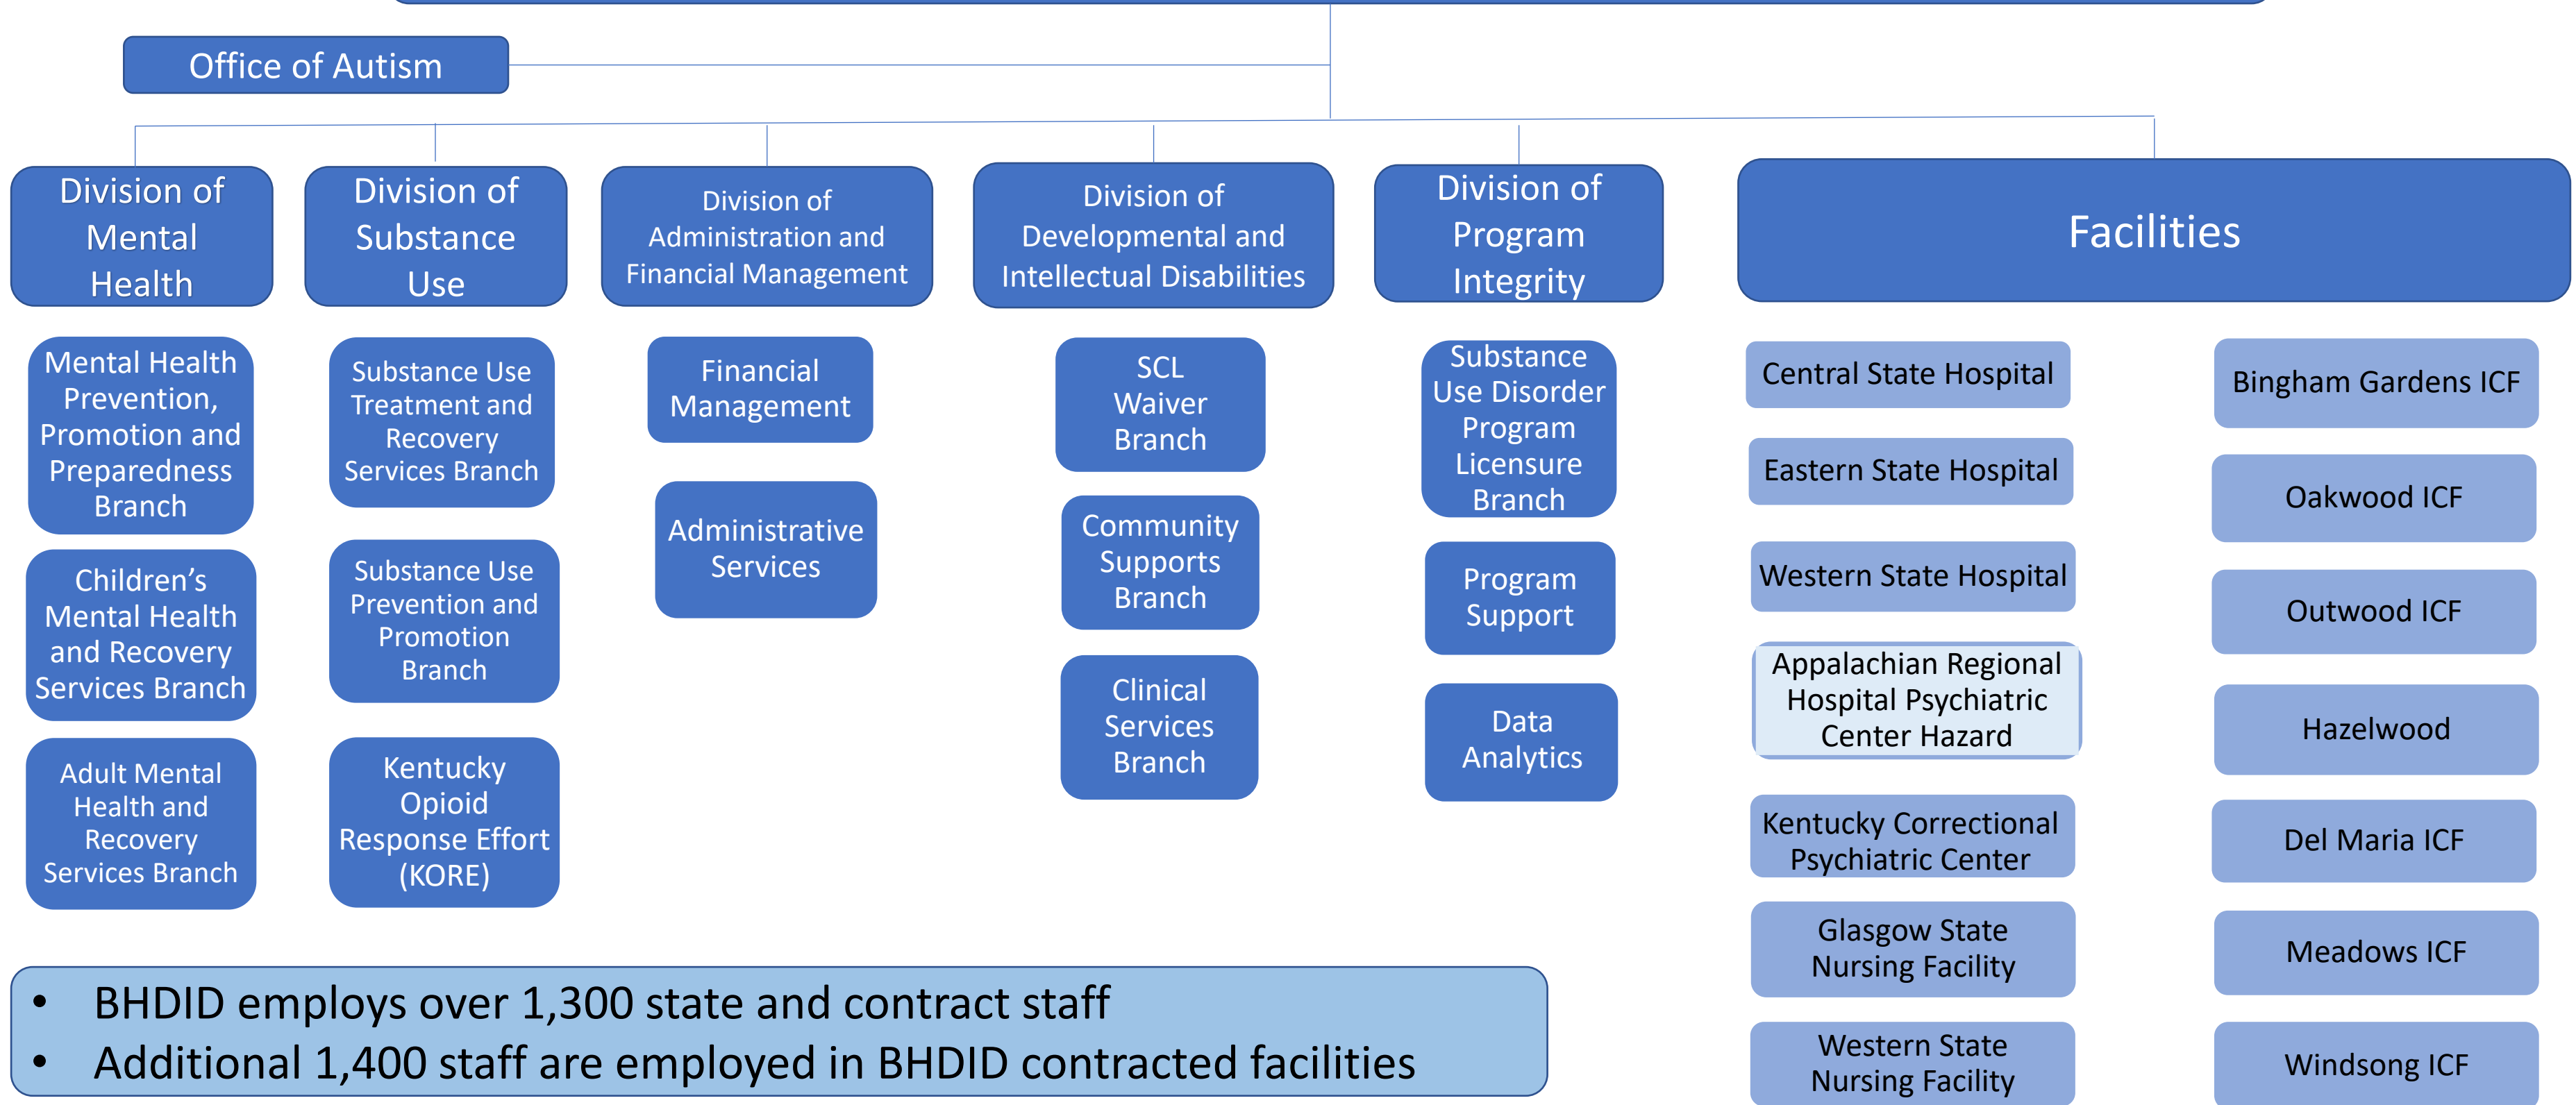 Office of Autism
Division of
Mental
Health
Division of
Substance
Use
Division of
Administration and
Financial Management
Division of
Developmental and
Intellectual Disabilities
Division of
Program
Integrity
Facilities
Mental Health
Prevention,
Promotion and
Preparedness
Branch
Children’s
Mental Health
and Recovery
Services Branch
Adult Mental
Health and
Recovery
Services Branch
Substance Use
Treatment and
Recovery
Services Branch
Substance Use
Prevention and
Promotion
Branch
Kentucky
Opioid
Response Effort
(KORE)
Financial
Management
Administrative
Services
SCL
Waiver
Branch
Community
Supports
Branch
Clinical
Services
Branch
Substance
Use Disorder
Program
Licensure
Branch
Program
Support
Data
Analytics
Central State Hospital
Eastern State Hospital
Western State Hospital
Appalachian Regional
Hospital Psychiatric
Center Hazard
Kentucky Correctional
Psychiatric Center
Glasgow State
Nursing Facility
Western State
Nursing Facility
Bingham Gardens ICF
Oakwood ICF
Outwood ICF
Hazelwood
Del Maria ICF
Meadows ICF
Windsong ICF
• BHDID employs over 1,300 state and contract staff
• Additional 1,400 staff are employed in BHDID contracted facilities